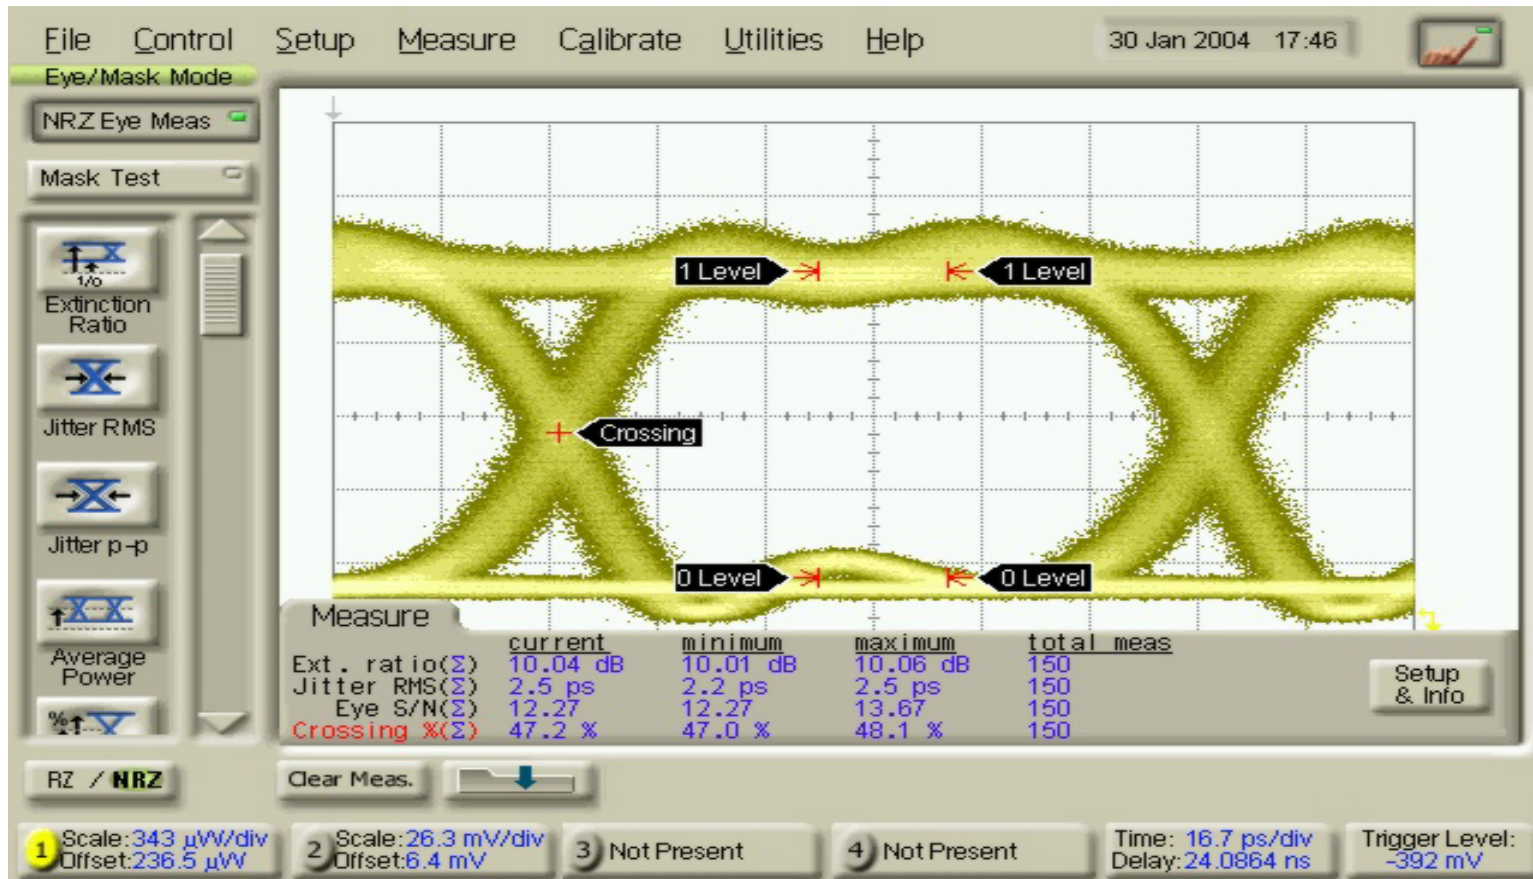 File Control Setup Measure Calibrate Utilities Help 30 Jan 2004 17:46
Eye/Mask Mode
NRZ Eye Meas
Mask Test
1/0
Extinction
Ratio
Jitter RMS
Jitter p-p
Average
Power
%
1 Level 1 Level
Crossing
0 Level 0 Level
Measure
current minimum maximum total meas
Ext. ratio(Σ) 10.04 dB 10.01 dB 10.06 dB 150
Jitter RMS(Σ) 2.5 ps 2.2 ps 2.5 ps 150
Eye S/N(Σ) 12.27 12.27 13.67 150
Crossing %(Σ) 47.2 % 47.0 % 48.1 % 150
Setup
& Info
RZ / NRZ Clear Meas.
1 Scale:343 µW/div
Offset:236.5 µW
2 Scale:26.3 mV/div
Offset:6.4 mV
3 Not Present
4 Not Present
Time: 16.7 ps/div
Delay:24.0864 ns
Trigger Level:
-392 mV